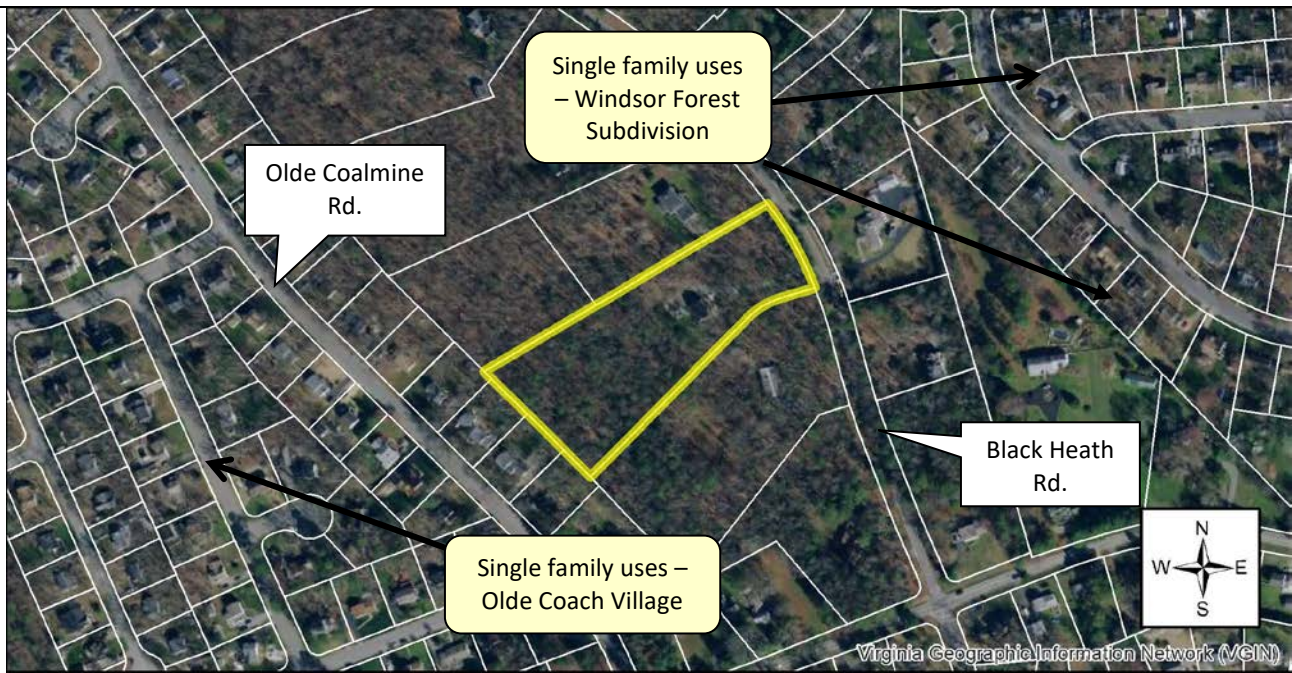 Single family uses
– Windsor Forest
Subdivision
Olde Coalmine
Rd.
Black Heath
Rd.
Single family uses –
Olde Coach Village
N
W E
S
Virginia Geographic Information Network (VGIN)